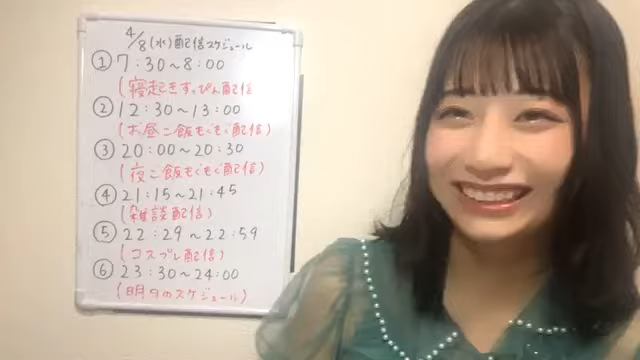 4/8(水)配信スケジュール
①7:30~8:00
(寝起きすっぴん配信
②12:30~13:00
(お昼ご飯もぐもぐ配信)
③20:00~20:30
(夜ご飯もぐもぐ配信)
④21:15~21:45
(雑談配信)
⑤22:29~22:59
(コスプレ配信)
⑥23:30~24:00
(明日のスケジュール)